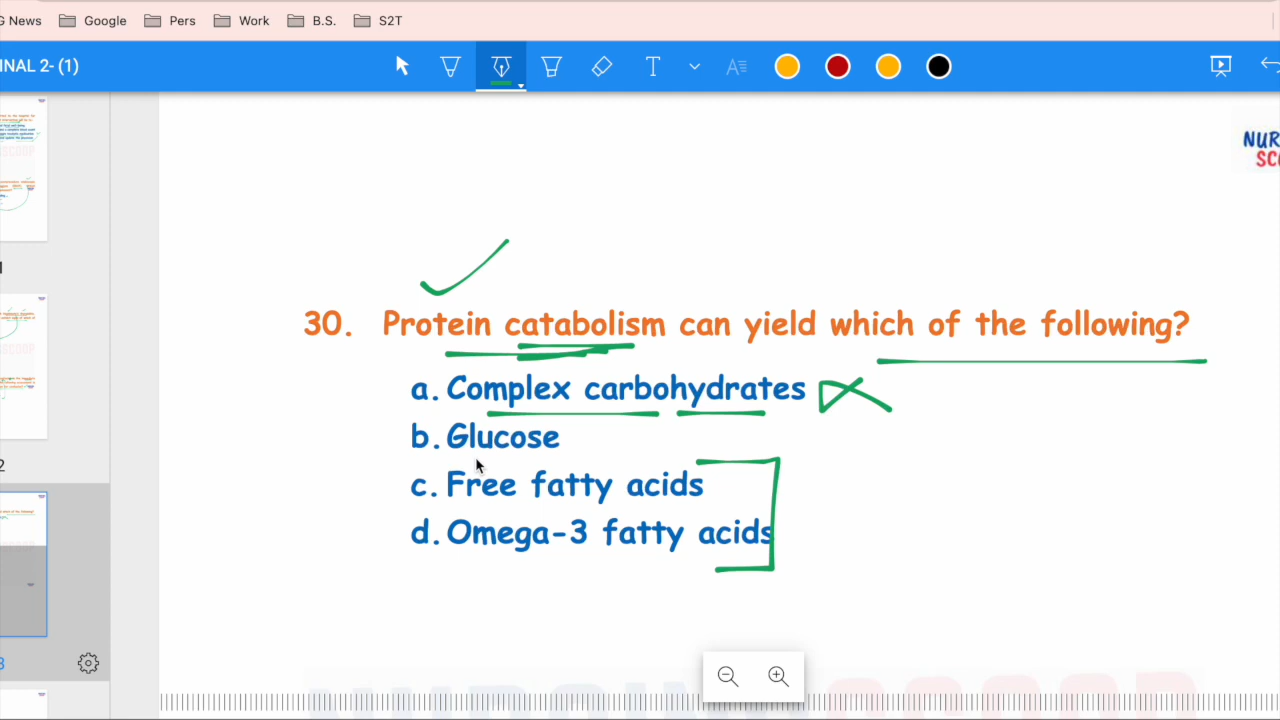 G News Google Pers Work B.S. S2T
INAL 2- (1)
T
NUR
SC
30. Protein catabolism can yield which of the following?
a. Complex carbohydrates
b. Glucose
c. Free fatty acids
d. Omega-3 fatty acids
2